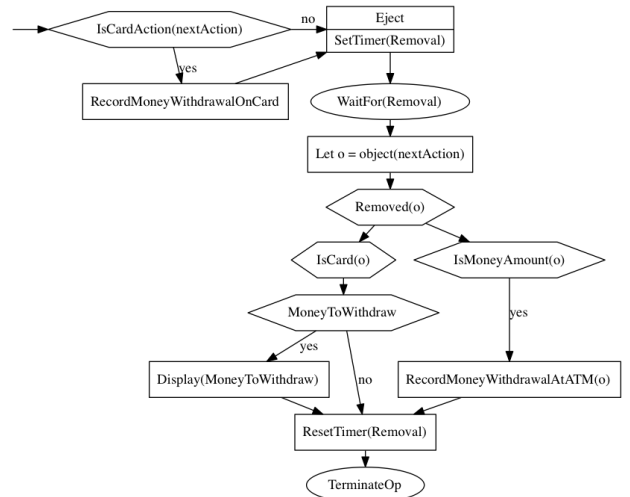 IsCardAction(nextAction)
no
Eject
SetTimer(Removal)
yes
RecordMoneyWithdrawalOnCard
WaitFor(Removal)
Let o = object(nextAction)
Removed(o)
IsCard(o)
IsMoneyAmount(o)
MoneyToWithdraw
yes
yes
Display(MoneyToWithdraw)
no
RecordMoneyWithdrawalAtATM(o)
ResetTimer(Removal)
TerminateOp